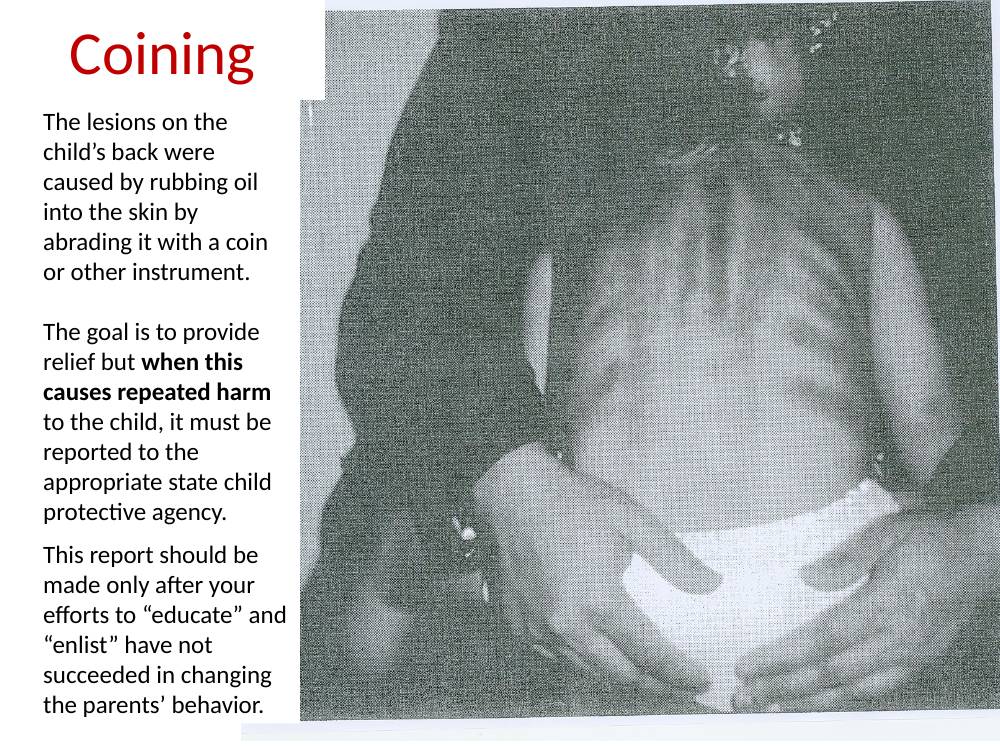 Coining
The lesions on the
child’s back were
caused by rubbing oil
into the skin by
abrading it with a coin
or other instrument.
The goal is to provide
relief but when this
causes repeated harm
to the child, it must be
reported to the
appropriate state child
protective agency.
This report should be
made only after your
efforts to “educate” and
“enlist” have not
succeeded in changing
the parents’ behavior.